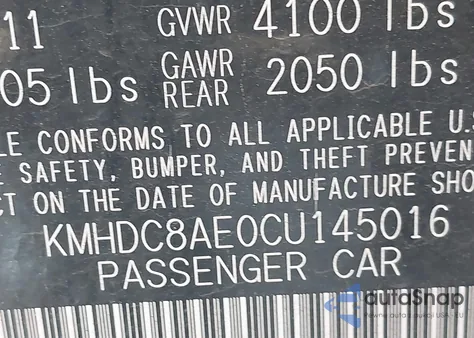 11 GVWR 4100 lbs
05 lbs GAWR REAR 2050 lbs
LE CONFORMS TO ALL APPLICABLE U.S
E SAFETY, BUMPER, AND THEFT PREVEN
CT ON THE DATE OF MANUFACTURE SHO
KMHDC8AE0CU145016
PASSENGER CAR
autoSnap